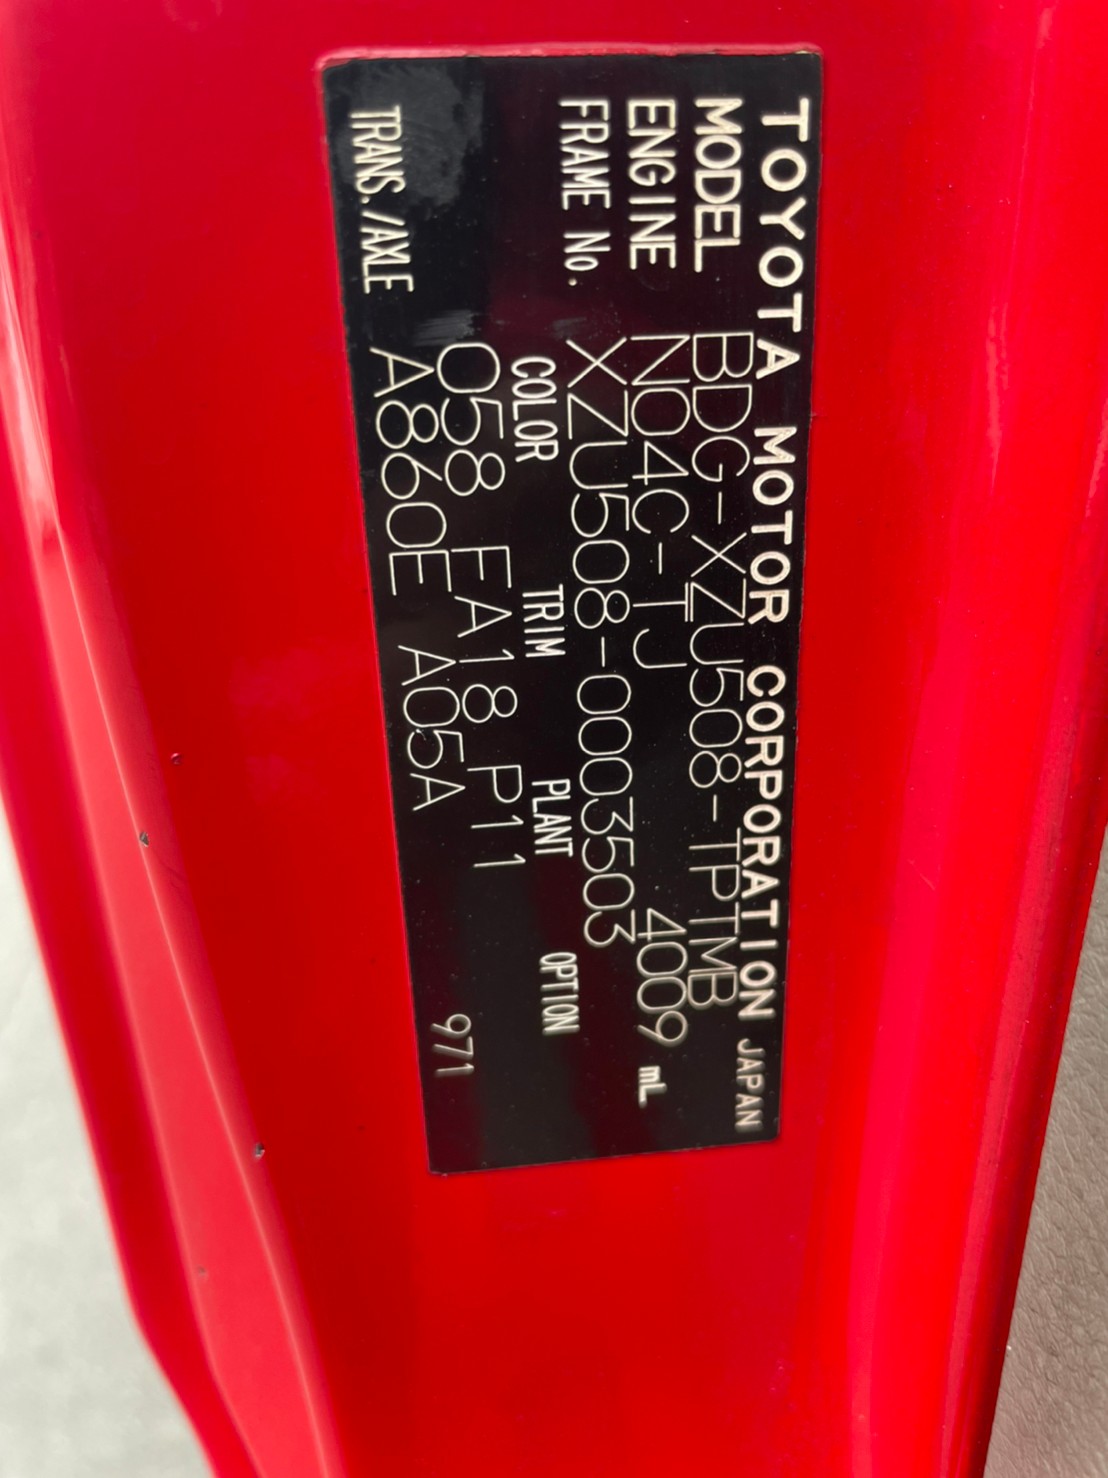 TOYOTA MOTOR CORPORATION JAPAN
MODEL BDG-XZU508-TPTMB
ENGINE N04C-TJ 4009 mL
FRAME No. XZU508-0003503
COLOR TRIM PLANT OPTION
058 FA18 P11
TRANS./AXLE A860E A05A 971